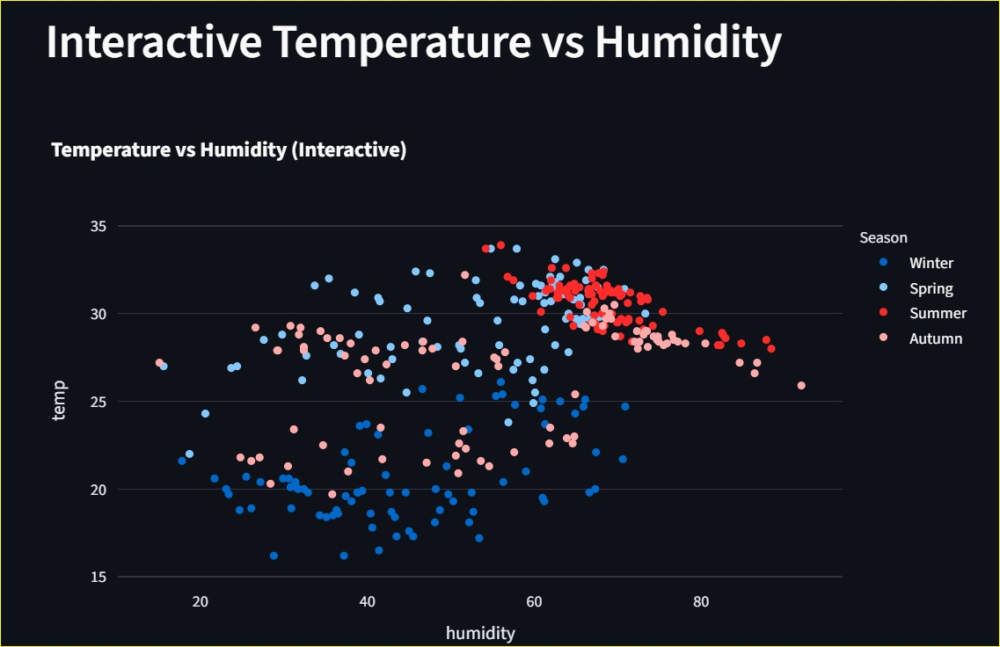 Interactive Temperature vs Humidity
Temperature vs Humidity (Interactive)
35
30
25
20
15
temp
20 40 60 80
humidity
Season
Winter
Spring
Summer
Autumn